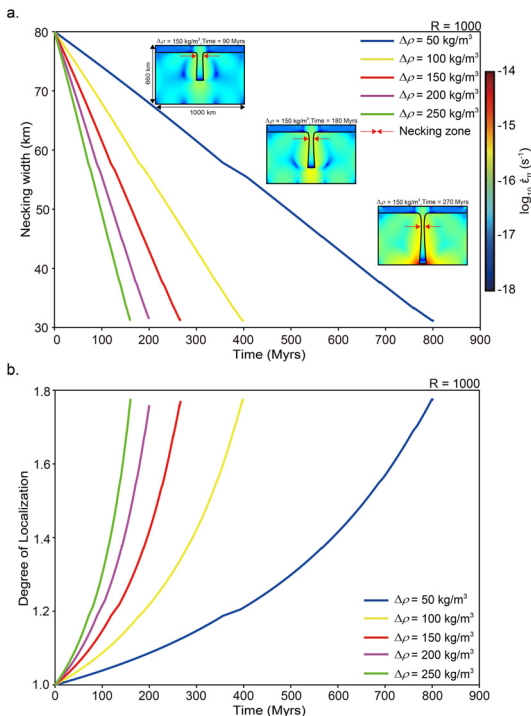 a.
R = 1000
80
70
60
50
40
30
Necking width (km)
Δρ = 150 kg/m³,Time = 90 Myrs
660 km
1000 km
Δρ = 50 kg/m³
Δρ = 100 kg/m³
Δρ = 150 kg/m³
Δρ = 200 kg/m³
Δρ = 250 kg/m³
Δρ = 150 kg/m³,Time = 180 Myrs
Necking zone
Δρ = 150 kg/m³,Time = 270 Myrs
-14
-15
-16
-17
-18
log₁₀ ε̇II (s⁻¹)
0 100 200 300 400 500 600 700 800 900
Time (Myrs)
b.
R = 1000
1.8
1.6
1.4
1.2
1.0
Degree of Localization
Δρ = 50 kg/m³
Δρ = 100 kg/m³
Δρ = 150 kg/m³
Δρ = 200 kg/m³
Δρ = 250 kg/m³
0 100 200 300 400 500 600 700 800 900
Time (Myrs)